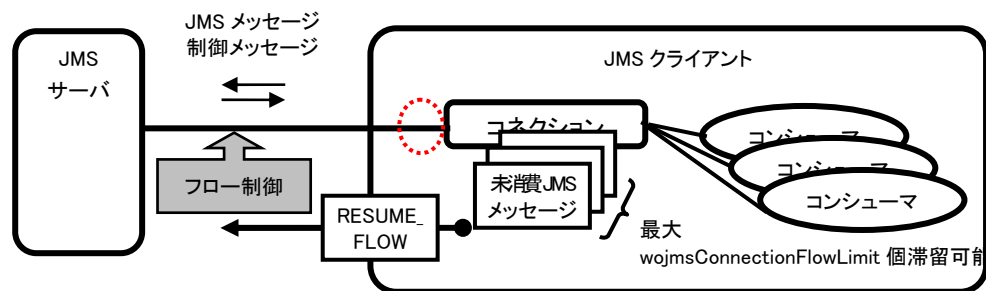 JMS メッセージ
制御メッセージ
JMS
サーバ
JMS クライアント
コネクション
コンシューマ
コンシューマ
コンシューマ
フロー制御
未消費JMS
メッセージ
RESUME_
FLOW
最大
wojmsConnectionFlowLimit 個滞留可能